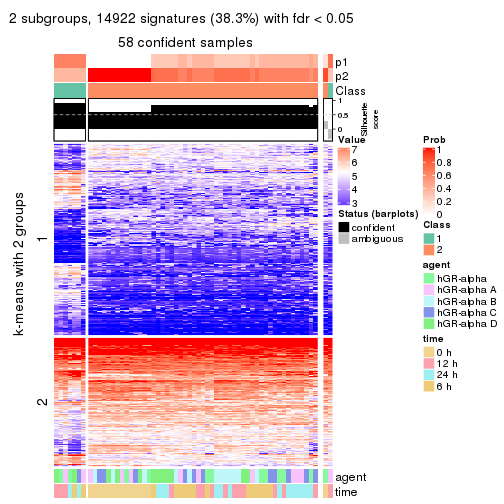 2 subgroups, 14922 signatures (38.3%) with fdr < 0.05
58 confident samples
p1
p2
Class
1
0.5
0
Silhouette
score
k-means with 2 groups
1
2
agent
time
Value
7
6
5
4
3
Status (barplots)
confident
ambiguous
Prob
1
0.8
0.6
0.4
0.2
0
Class
1
2
agent
hGR-alpha
hGR-alpha A
hGR-alpha B
hGR-alpha C
hGR-alpha D
time
0 h
12 h
24 h
6 h